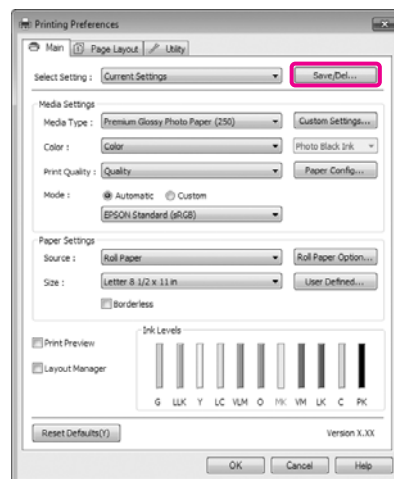 Printing Preferences
Main Page Layout Utility
Select Setting : Current Settings Save/Del...
Media Settings
Media Type : Premium Glossy Photo Paper (250) Custom Settings...
Color : Color Photo Black Ink
Print Quality : Quality Paper Config...
Mode : Automatic Custom
EPSON Standard (sRGB)
Paper Settings
Source : Roll Paper Roll Paper Option...
Size : Letter 8 1/2 x 11 in User Defined...
Borderless
Ink Levels
Print Preview
Layout Manager
G LLK Y LC VLM O MK VM LK C PK
Reset Defaults(Y) Version X.XX
OK Cancel Help